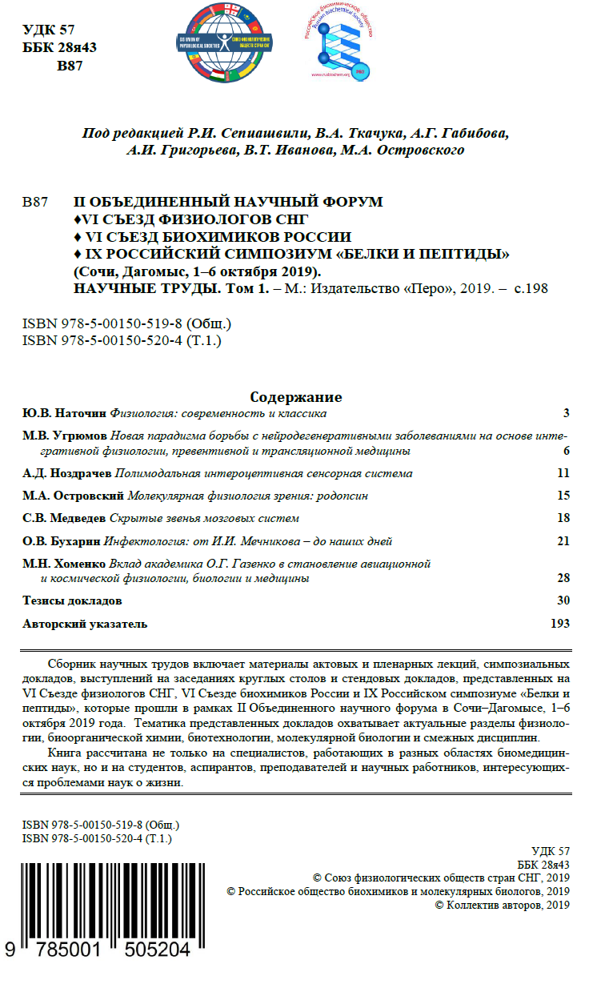 УДК 57
ББК 28я43
В87
CIS UNION OF
PHYSIOLOGICAL SOCIETIES
СОЮЗ ФИЗИОЛОГИЧЕСКИХ
ОБЩЕСТВ СТРАН СНГ
Российское биохимическое общество
Russian Biochemical Society
РБО
www.rusbiochem.org
Под редакцией Р.И. Сепиашвили, В.А. Ткачука, А.Г. Габибова,
А.И. Григорьева, В.Т. Иванова, М.А. Островского
В87 II ОБЪЕДИНЕННЫЙ НАУЧНЫЙ ФОРУМ
♦VI СЪЕЗД ФИЗИОЛОГОВ СНГ
♦ VI СЪЕЗД БИОХИМИКОВ РОССИИ
♦ IX РОССИЙСКИЙ СИМПОЗИУМ «БЕЛКИ И ПЕПТИДЫ»
(Сочи, Дагомыс, 1–6 октября 2019).
НАУЧНЫЕ ТРУДЫ. Том 1. – М.: Издательство «Перо», 2019. – с.198
ISBN 978-5-00150-519-8 (Общ.)
ISBN 978-5-00150-520-4 (Т.1.)
Содержание
Ю.В. Наточин Физиология: современность и классика 3
М.В. Угрюмов Новая парадигма борьбы с нейродегенеративными заболеваниями на основе инте-
гративной физиологии, превентивной и трансляционной медицины 6
А.Д. Ноздрачев Полимодальная интероцептивная сенсорная система 11
М.А. Островский Молекулярная физиология зрения: родопсин 15
С.В. Медведев Скрытые звенья мозговых систем 18
О.В. Бухарин Инфектология: от И.И. Мечникова – до наших дней 21
М.Н. Хоменко Вклад академика О.Г. Газенко в становление авиационной
и космической физиологии, биологии и медицины 28
Тезисы докладов 30
Авторский указатель 193
Сборник научных трудов включает материалы актовых и пленарных лекций, симпозиальных
докладов, выступлений на заседаниях круглых столов и стендовых докладов, представленных на
VI Съезде физиологов СНГ, VI Съезде биохимиков России и IX Российском симпозиуме «Белки и
пептиды», которые прошли в рамках II Объединенного научного форума в Сочи–Дагомысе, 1–6
октября 2019 года. Тематика представленных докладов охватывает актуальные разделы физиоло-
гии, биоорганической химии, биотехнологии, молекулярной биологии и смежных дисциплин.
Книга рассчитана не только на специалистов, работающих в разных областях биомедицин-
ских наук, но и на студентов, аспирантов, преподавателей и научных работников, интересующих-
ся проблемами наук о жизни.
ISBN 978-5-00150-519-8 (Общ.)
ISBN 978-5-00150-520-4 (Т.1.)
УДК 57
ББК 28я43
© Союз физиологических обществ стран СНГ, 2019
© Российское общество биохимиков и молекулярных биологов, 2019
© Коллектив авторов, 2019
9 785001 505204